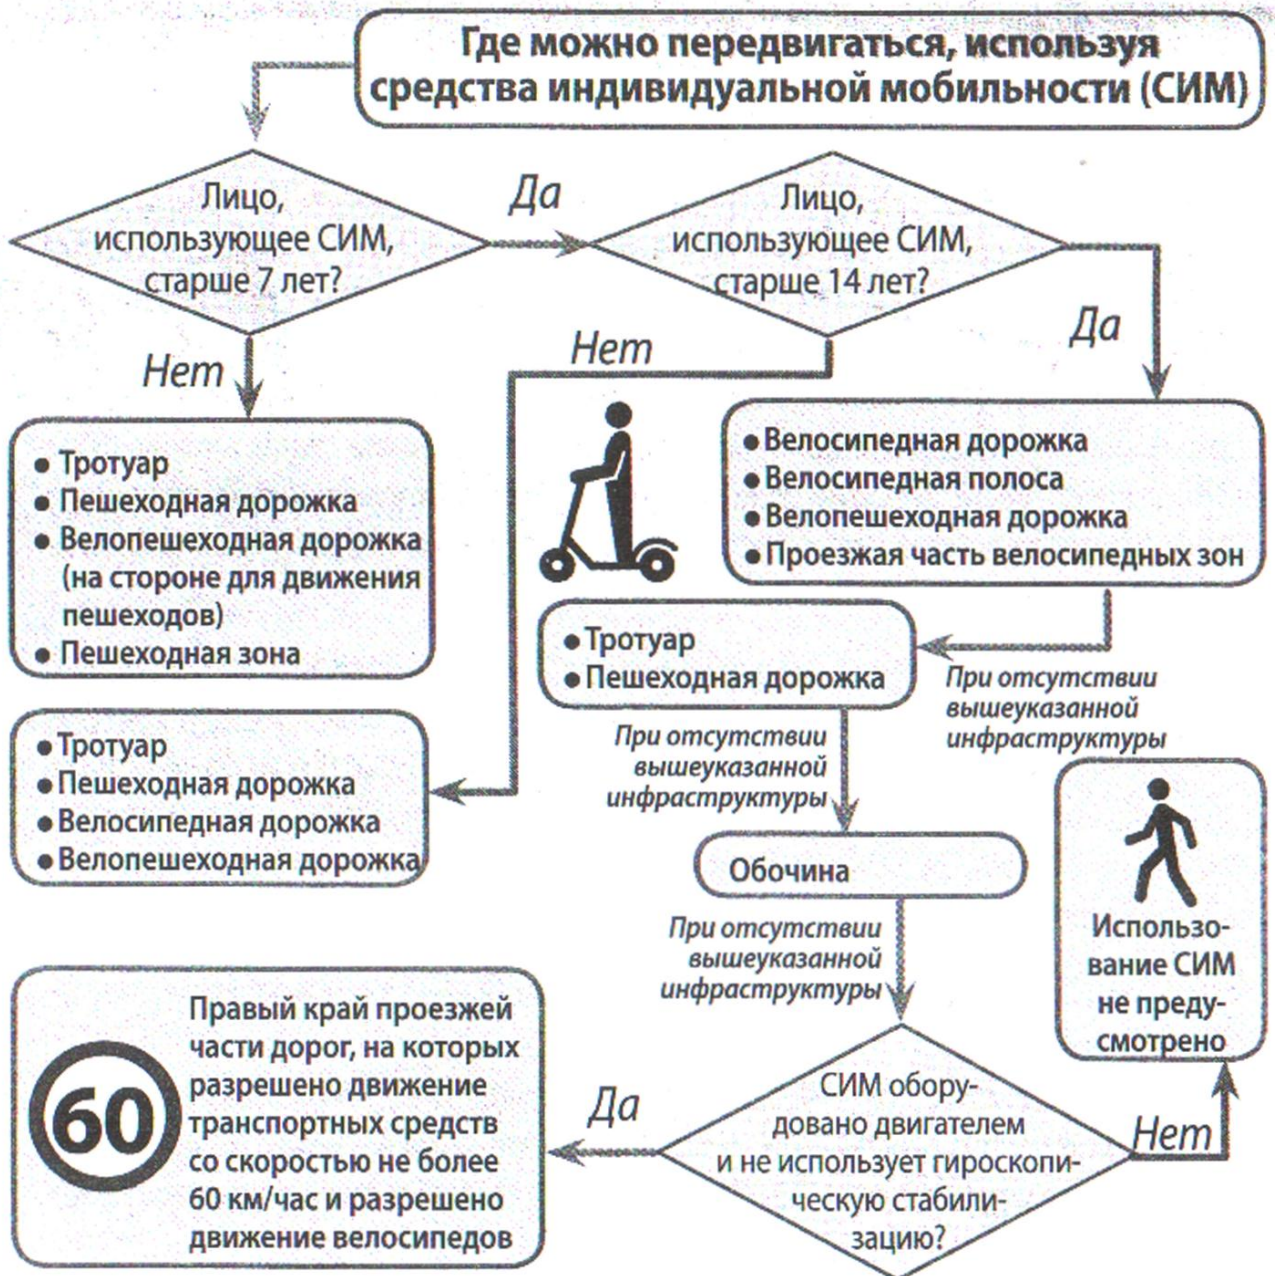 Где можно передвигаться, используя
средства индивидуальной мобильности (СИМ)
Лицо,
использующее СИМ,
старше 7 лет?
Да
Лицо,
использующее СИМ,
старше 14 лет?
Да
Нет
Нет
● Тротуар
● Пешеходная дорожка
● Велопешеходная дорожка
(на стороне для движения
пешеходов)
● Пешеходная зона
● Велосипедная дорожка
● Велосипедная полоса
● Велопешеходная дорожка
● Проезжая часть велосипедных зон
● Тротуар
● Пешеходная дорожка
При отсутствии
вышеуказанной
инфраструктуры
● Тротуар
● Пешеходная дорожка
● Велосипедная дорожка
● Велопешеходная дорожка
При отсутствии
вышеуказанной
инфраструктуры
Обочина
При отсутствии
вышеуказанной
инфраструктуры
Использо-
вание СИМ
не преду-
смотрено
СИМ обору-
довано двигателем
и не использует гироскопи-
ческую стабили-
зацию?
Нет
Да
60
Правый край проезжей
части дорог, на которых
разрешено движение
транспортных средств
со скоростью не более
60 км/час и разрешено
движение велосипедов